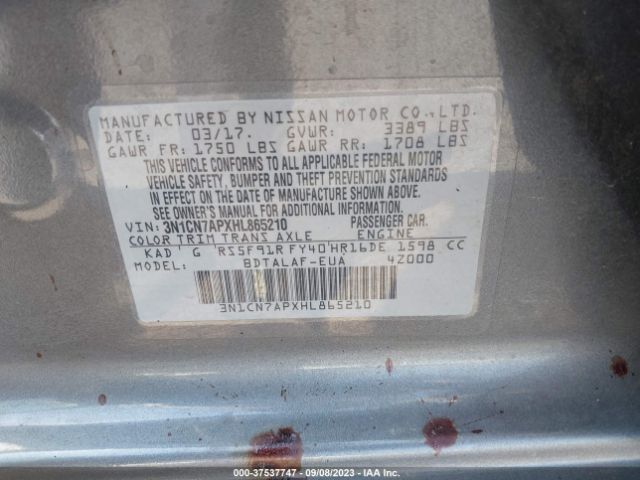 MANUFACTURED BY NISSAN MOTOR CO., LTD.
DATE: 03/17. GVWR: 3389 LBS
GAWR FR: 1750 LBS GAWR RR: 1708 LBS
THIS VEHICLE CONFORMS TO ALL APPLICABLE FEDERAL MOTOR
VEHICLE SAFETY, BUMPER AND THEFT PREVENTION STANDARDS
IN EFFECT ON THE DATE OF MANUFACTURE SHOWN ABOVE.
SEE OWNER'S MANUAL FOR ADDITIONAL INFORMATION.
VIN: 3N1CN7APXHL865210 PASSENGER CAR.
COLOR TRIM TRANS AXLE ENGINE
KAD G RS5F91R FY40 HR16DE 1598 CC
MODEL: BDTALAF-EUA 4Z000
3N1CN7APXHL865210
000-37537747 - 09/08/2023 - IAA Inc.